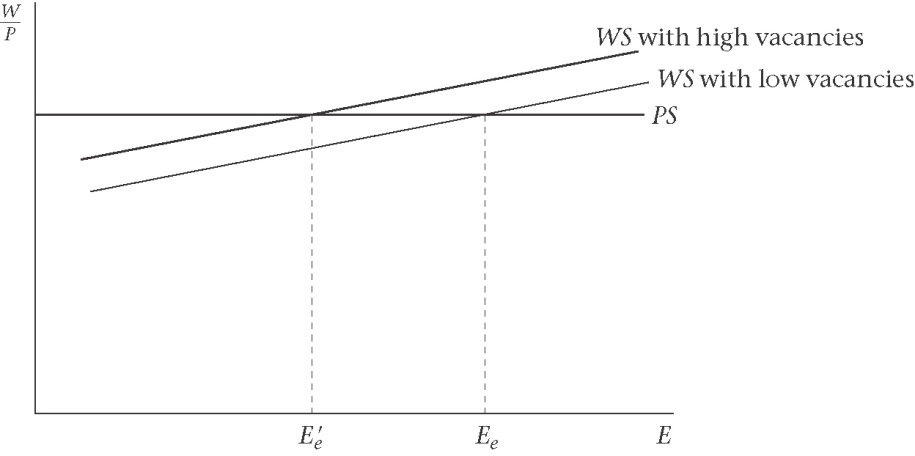 W
P
WS with high vacancies
WS with low vacancies
PS
E′e
Ee
E